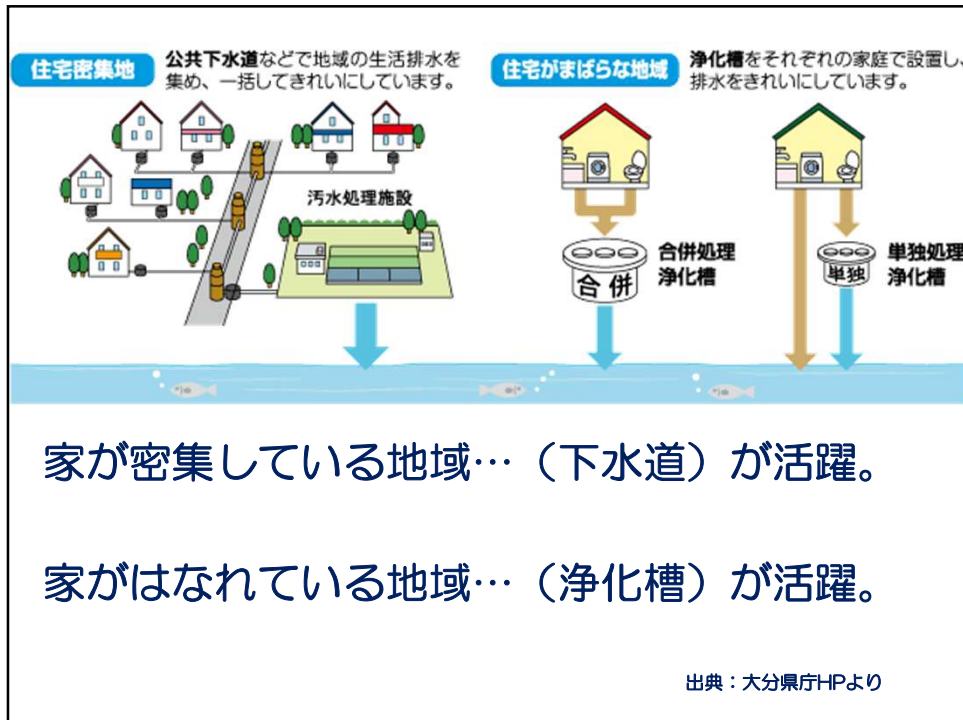 住宅密集地
公共下水道などで地域の生活排水を
集め、一括してきれいにしています。
汚水処理施設
住宅がまばらな地域
浄化槽をそれぞれの家庭で設置し、
排水をきれいにしています。
合併処理
浄化槽
合併
単独処理
浄化槽
単独
家が密集している地域…（下水道）が活躍。
家がはなれている地域…（浄化槽）が活躍。
出典：大分県庁HPより